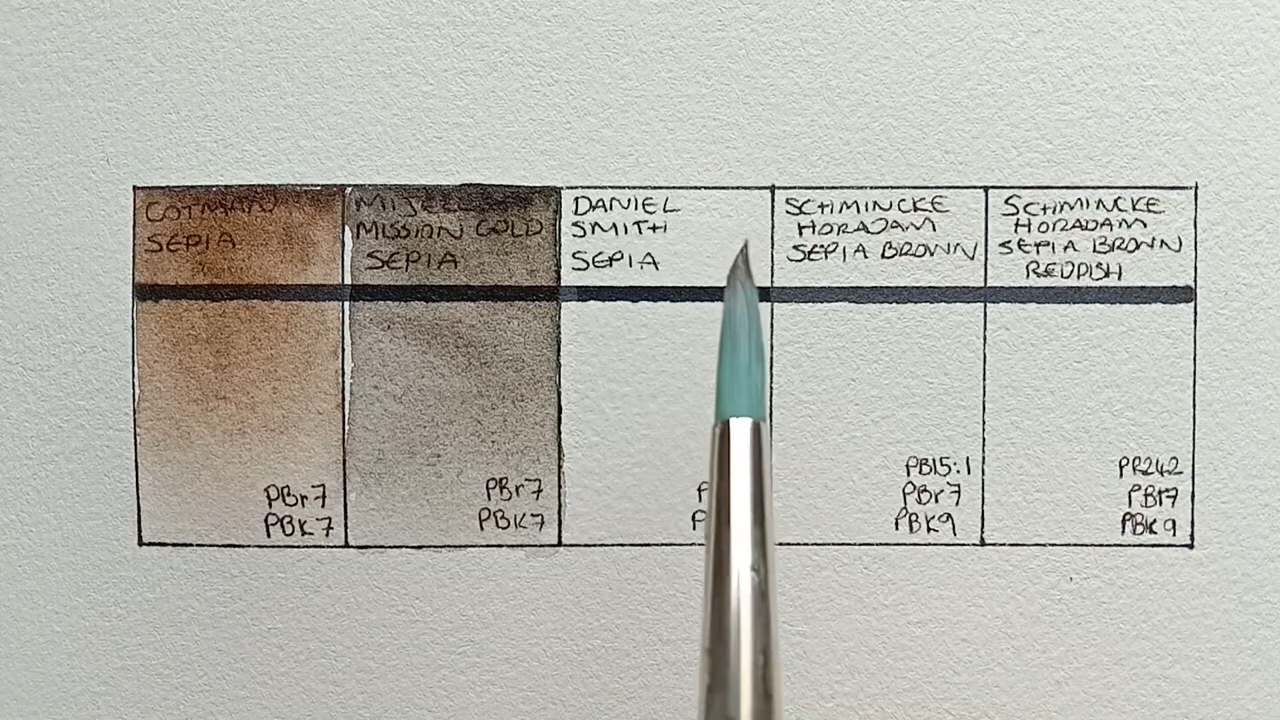 COTMAN
SEPIA
PBr7
PBK7
MIJELLO
MISSION GOLD
SEPIA
PBr7
PBK7
DANIEL
SMITH
SEPIA
SCHMINCKE
HORADAM
SEPIA BROWN
PB15:1
PBr7
PBK9
SCHMINCKE
HORADAM
SEPIA BROWN
REDDISH
PR242
PBr7
PBK9